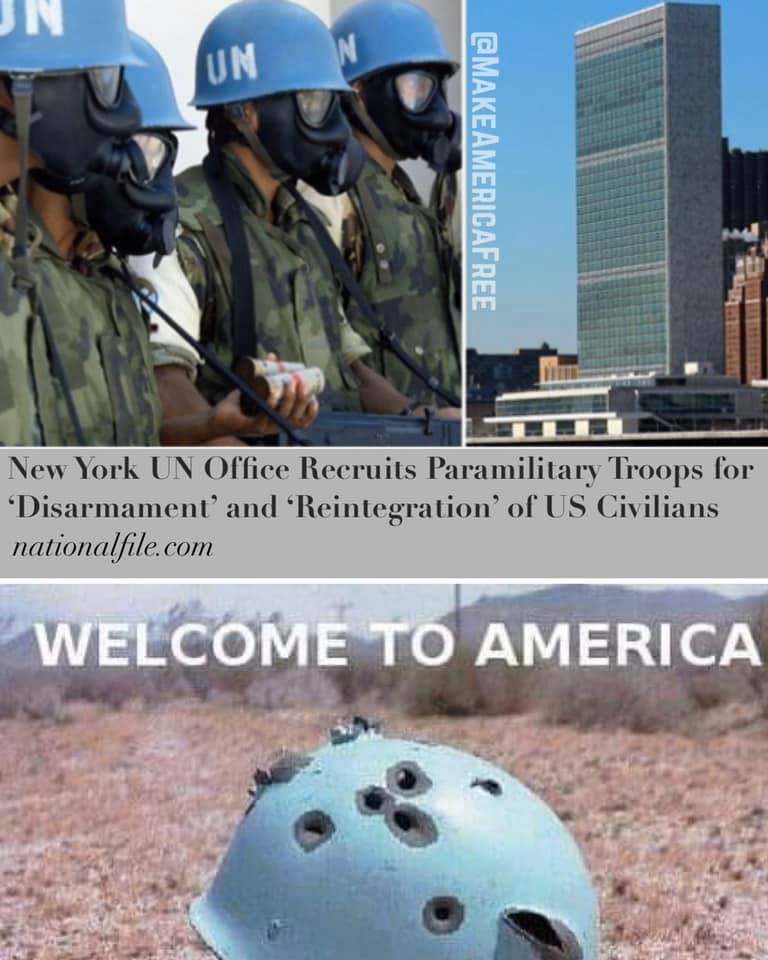 UN
UN
N
@MAKEAMERICAFREE
New York UN Office Recruits Paramilitary Troops for
‘Disarmament’ and ‘Reintegration’ of US Civilians
nationalfile.com
WELCOME TO AMERICA